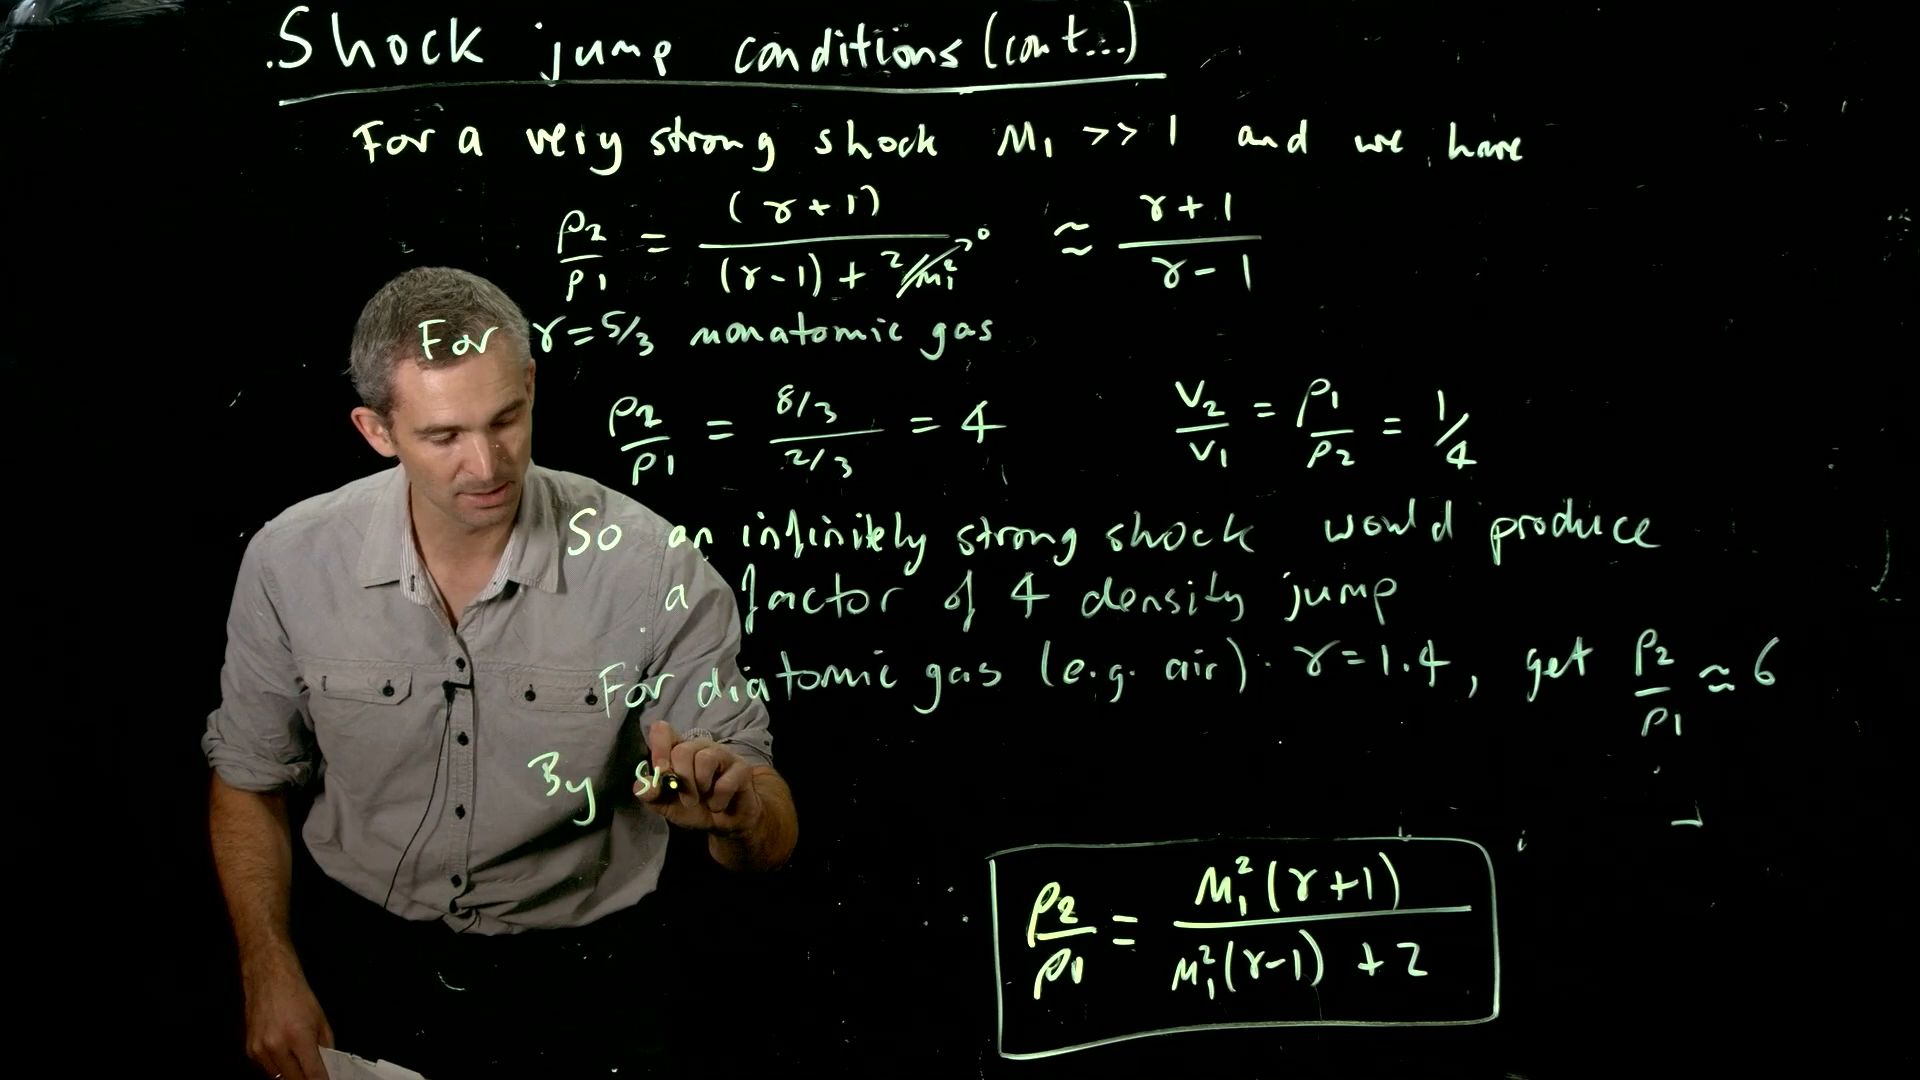 Shock jump conditions (cont...)
For a very strong shock M₁ >> 1 and we have
ρ₂/ρ₁ = (γ+1) / ((γ-1) + 2/M₁²) →0 ≈ (γ+1)/(γ-1)
For γ=5/3 monatomic gas
ρ₂/ρ₁ = (8/3)/(2/3) = 4 V₂/V₁ = ρ₁/ρ₂ = 1/4
So an infinitely strong shock would produce
a factor of 4 density jump
For diatomic gas (e.g. air). γ=1.4, get ρ₂/ρ₁ ≃ 6
By
ρ₂/ρ₁ = M₁²(γ+1) / (M₁²(γ-1) + 2)